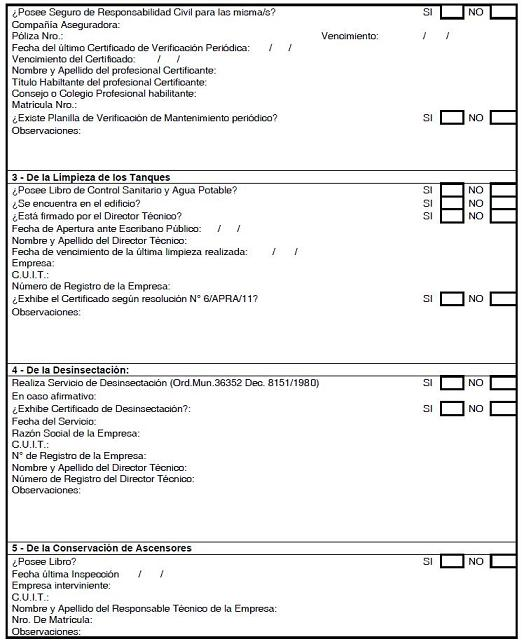 ¿Posee Seguro de Responsabilidad Civil para las misma/s? SI NO
Compañía Aseguradora:
Póliza Nro.: Vencimiento: / /
Fecha del último Certificado de Verificación Periódica: / /
Vencimiento del Certificado: / /
Nombre y Apellido del profesional Certificante:
Título Habiltante del profesional Certificante:
Consejo o Colegio Profesional habilitante:
Matrícula Nro.:
¿Existe Planilla de Verificación de Mantenimiento periódico? SI NO
Observaciones:
3 - De la Limpieza de los Tanques
¿Posee Libro de Control Sanitario y Agua Potable? SI NO
¿Se encuentra en el edificio? SI NO
¿Está firmado por el Director Técnico? SI NO
Fecha de Apertura ante Escribano Público: / /
Nombre y Apellido del Director Técnico:
Fecha de vencimiento de la última limpieza realizada: / /
Empresa:
C.U.I.T.:
Número de Registro de la Empresa:
¿Exhibe el Certificado según resolución N° 6/APRA/11? SI NO
Observaciones:
4 - De la Desinsectación:
Realiza Servicio de Desinsectación (Ord.Mun.36352 Dec. 8151/1980) SI NO
En caso afirmativo:
¿Exhibe Certificado de Desinsectación?: SI NO
Fecha del Servicio:
Razón Social de la Empresa:
C.U.I.T.:
N° de Registro de la Empresa:
Nombre y Apellido del Director Técnico:
Número de Registro del Director Técnico:
Observaciones:
5 - De la Conservación de Ascensores
¿Posee Libro? SI NO
Fecha última Inspección / /
Empresa interviniente:
C.U.I.T.:
Nombre y Apellido del Responsable Técnico de la Empresa:
Nro. De Matrícula:
Observaciones: